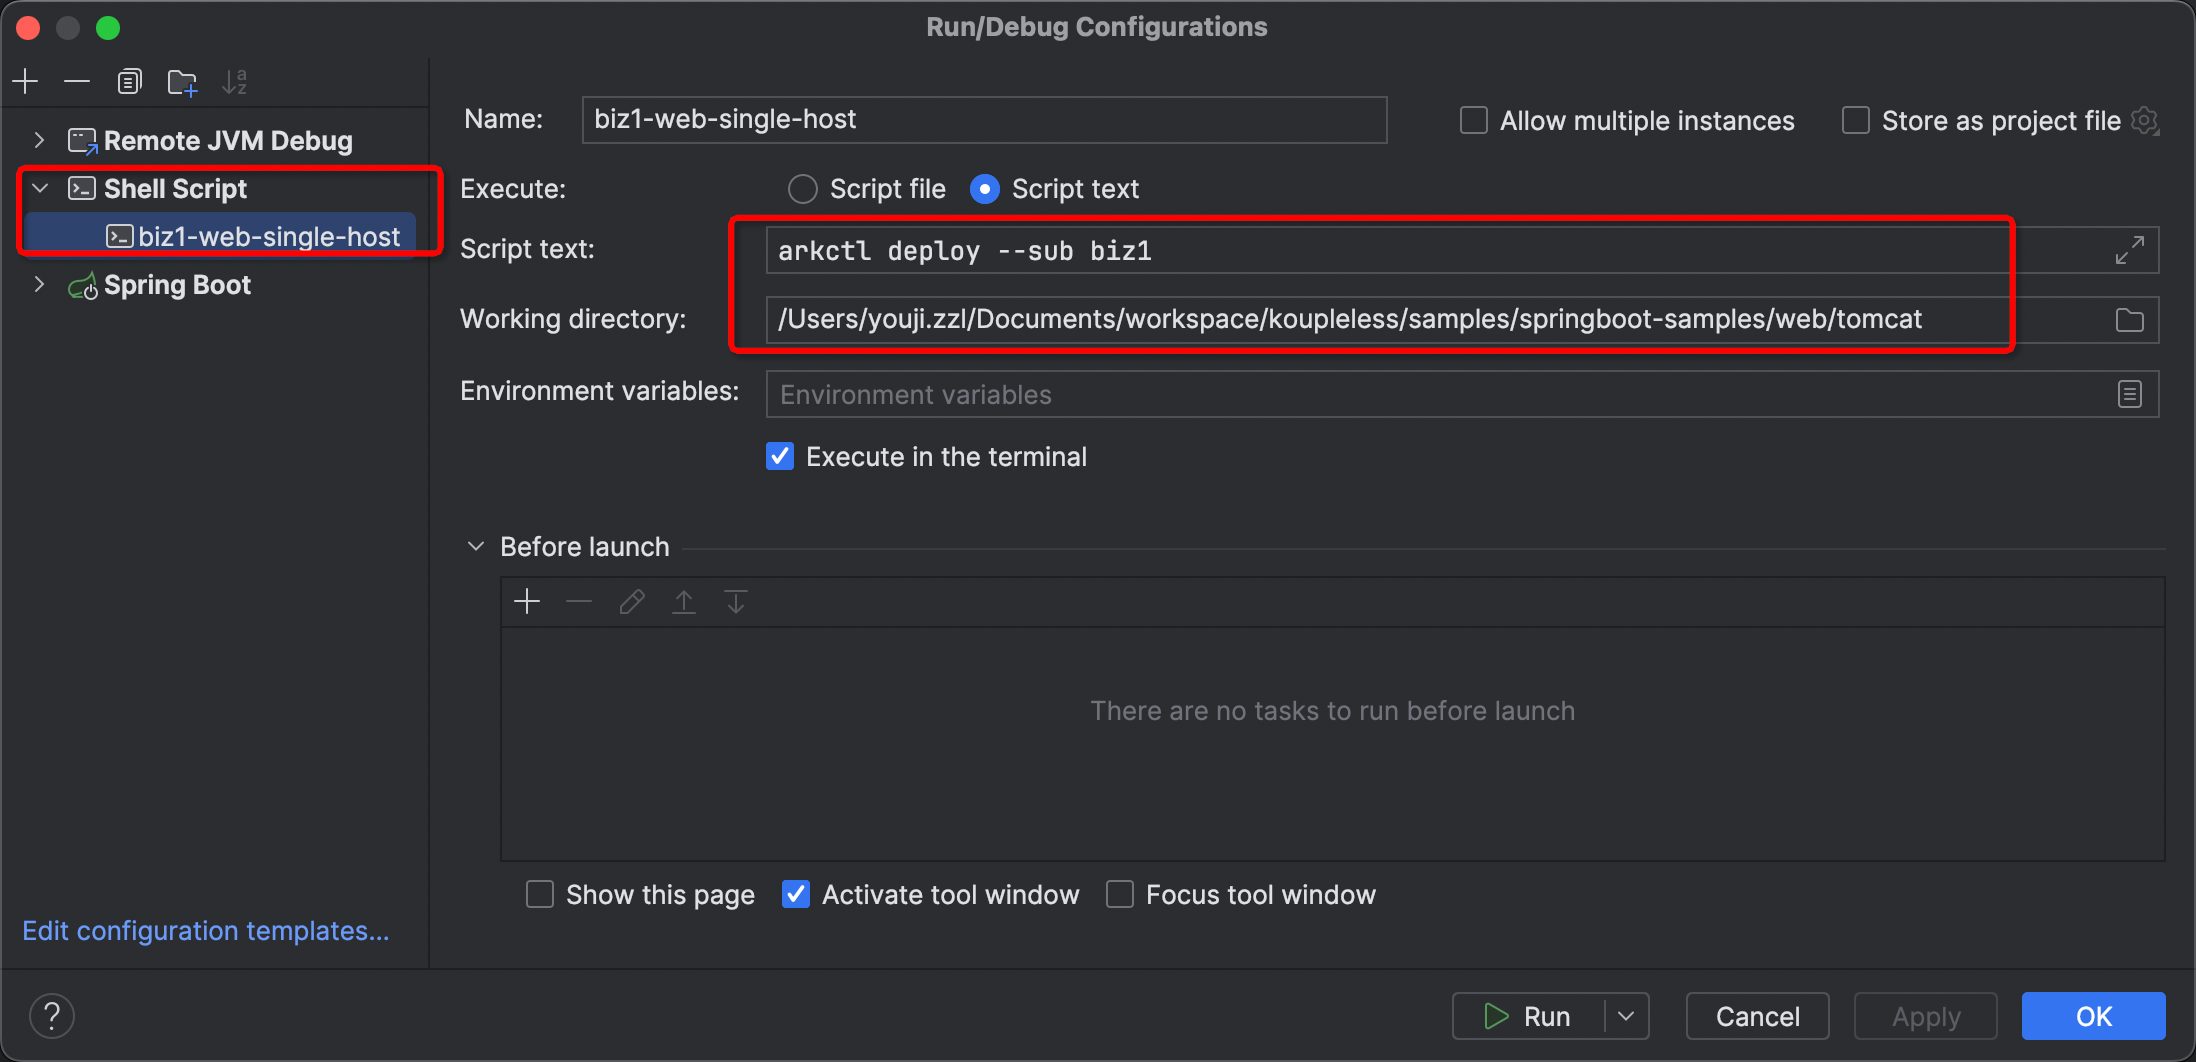 Run/Debug Configurations
Remote JVM Debug
Shell Script
biz1-web-single-host
Spring Boot
Edit configuration templates...
Name: biz1-web-single-host Allow multiple instances Store as project file
Execute: Script file Script text
Script text: arkctl deploy --sub biz1
Working directory: /Users/youji.zzl/Documents/workspace/koupleless/samples/springboot-samples/web/tomcat
Environment variables: Environment variables
Execute in the terminal
Before launch
There are no tasks to run before launch
Show this page Activate tool window Focus tool window
? Run Cancel Apply OK